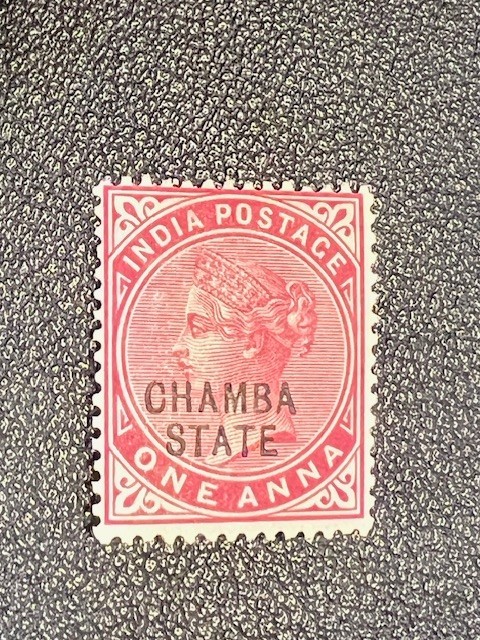 INDIA POSTAGE
CHAMBA
STATE
ONE ANNA